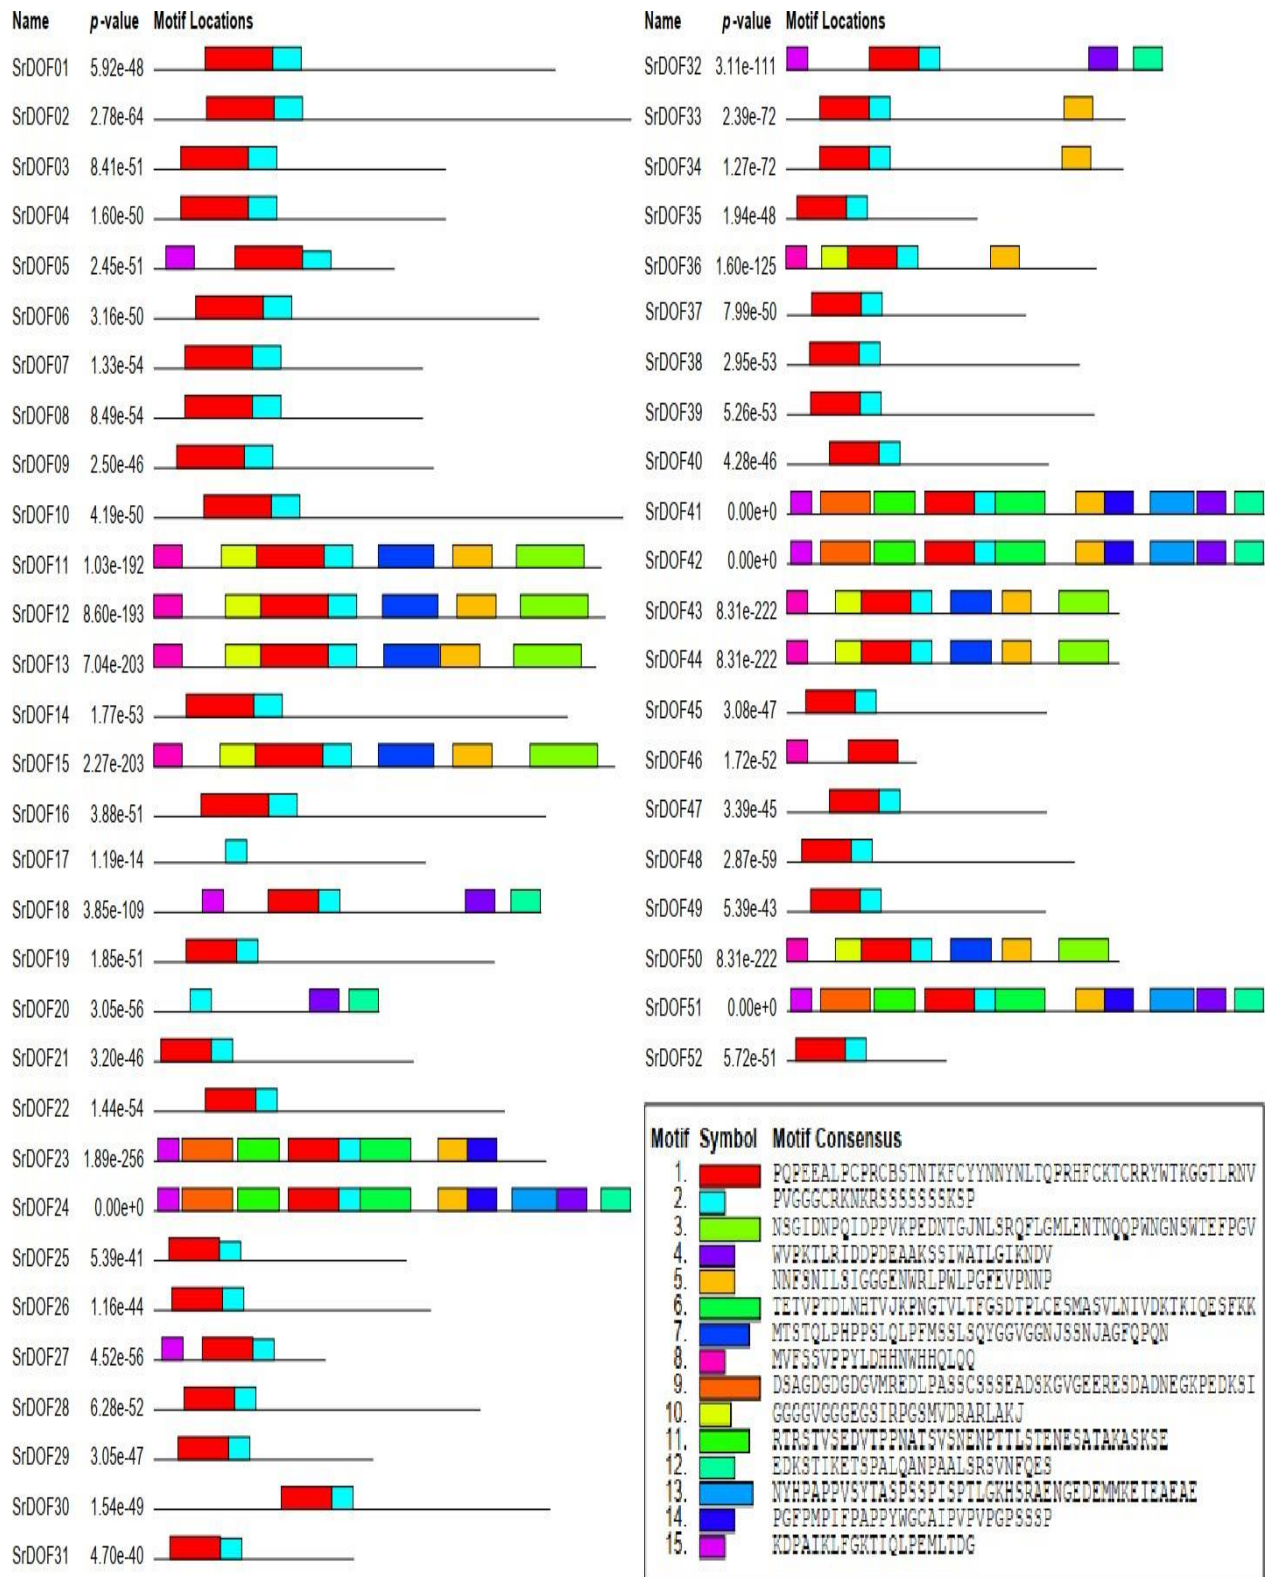 Name p-value Motif Locations
SrDOF01 5.92e-48
SrDOF02 2.78e-64
SrDOF03 8.41e-51
SrDOF04 1.60e-50
SrDOF05 2.45e-51
SrDOF06 3.16e-50
SrDOF07 1.33e-54
SrDOF08 8.49e-54
SrDOF09 2.50e-46
SrDOF10 4.19e-50
SrDOF11 1.03e-192
SrDOF12 8.60e-193
SrDOF13 7.04e-203
SrDOF14 1.77e-53
SrDOF15 2.27e-203
SrDOF16 3.88e-51
SrDOF17 1.19e-14
SrDOF18 3.85e-109
SrDOF19 1.85e-51
SrDOF20 3.05e-56
SrDOF21 3.20e-46
SrDOF22 1.44e-54
SrDOF23 1.89e-256
SrDOF24 0.00e+0
SrDOF25 5.39e-41
SrDOF26 1.16e-44
SrDOF27 4.52e-56
SrDOF28 6.28e-52
SrDOF29 3.05e-47
SrDOF30 1.54e-49
SrDOF31 4.70e-40
Name p-value Motif Locations
SrDOF32 3.11e-111
SrDOF33 2.39e-72
SrDOF34 1.27e-72
SrDOF35 1.94e-48
SrDOF36 1.60e-125
SrDOF37 7.99e-50
SrDOF38 2.95e-53
SrDOF39 5.26e-53
SrDOF40 4.28e-46
SrDOF41 0.00e+0
SrDOF42 0.00e+0
SrDOF43 8.31e-222
SrDOF44 8.31e-222
SrDOF45 3.08e-47
SrDOF46 1.72e-52
SrDOF47 3.39e-45
SrDOF48 2.87e-59
SrDOF49 5.39e-43
SrDOF50 8.31e-222
SrDOF51 0.00e+0
SrDOF52 5.72e-51
Motif Symbol Motif Consensus
1. PQPEEALPCPRCBSTNTKFCYYNNYNLTQPRHFCKTCRRYWTKGGTLRNV
2. PVGGGCRKNKRSSSSSSSKSP
3. NSGIDNPQIDPPVKPEDNTGJNLSRQFLGMLENTNQQPWNGNSWTEFPGV
4. WVPKTLRIDDPDEAAKSSIWATLGIKNDV
5. NNFSNILSIGGGENWRLPWLPGFEVPNNP
6. TETVPTDLNHTVJKPNGTVLTFGSDTPLCESMASVLNIVDKTKIQESFKK
7. MTSTQLPHPPSLQLPFMSSLSQYGGVGGNJSSNJAGFQPQN
8. MVFSSVPPYLDHHNWHHQLQQ
9. DSAGDGDGDGVMREDLPASSCSSSEADSKGVGEERESDADNEGKPEDKSI
10. GGGGVGGGEGSIRPGSMVDRARLAKJ
11. RTRSTVSEDVTPPNATSVSNENPTTLSTENESATAKASKSE
12. EDKSTIKETSPALQANPAALSRSVNFQES
13. NYHPAPPVSYTASPSSPISPTLGKHSRAENGEDEMMKEIEAEAE
14. PGFPMPIFPAPPYWGCAIPVPVPGPSSSP
15. KDPAIKLFGKTIQLPEMLTDG